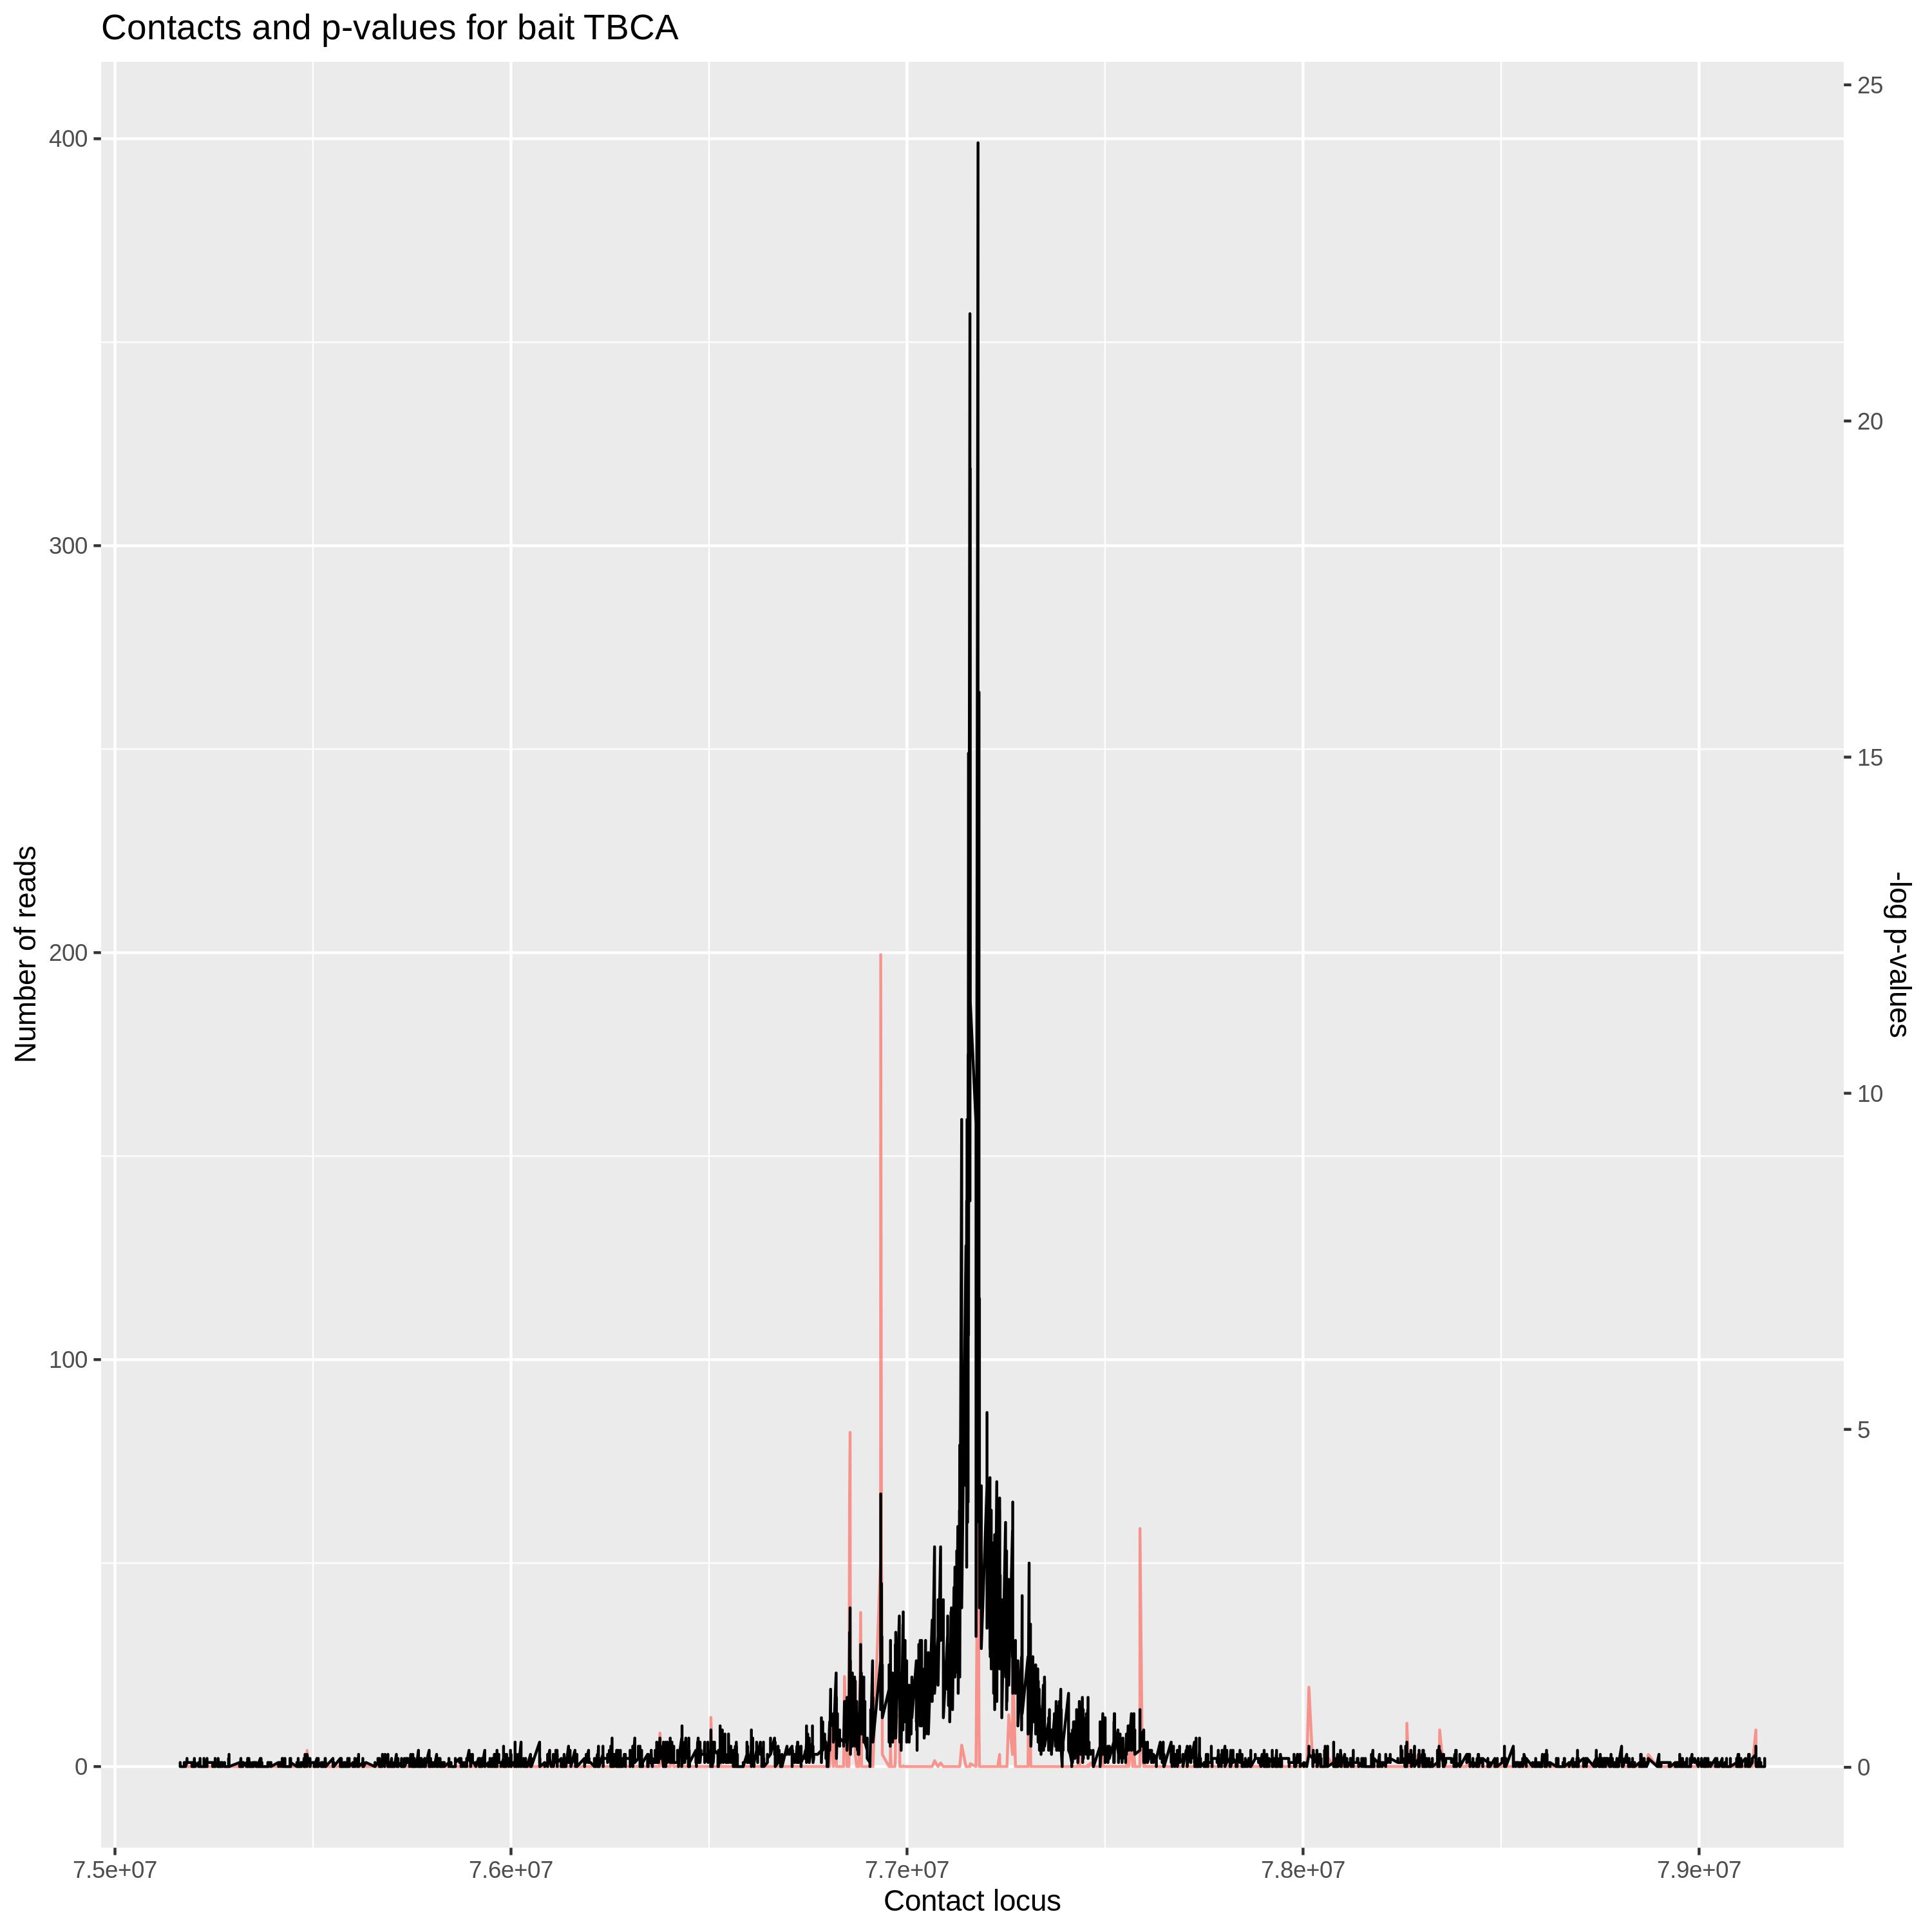 Contacts and p-values for bait TBCA
25
400
20
300
15
Number of reads
-log p-values
200
10
100
5
0
0
7.5e+07
7.6e+07
7.7e+07
7.8e+07
7.9e+07
Contact locus